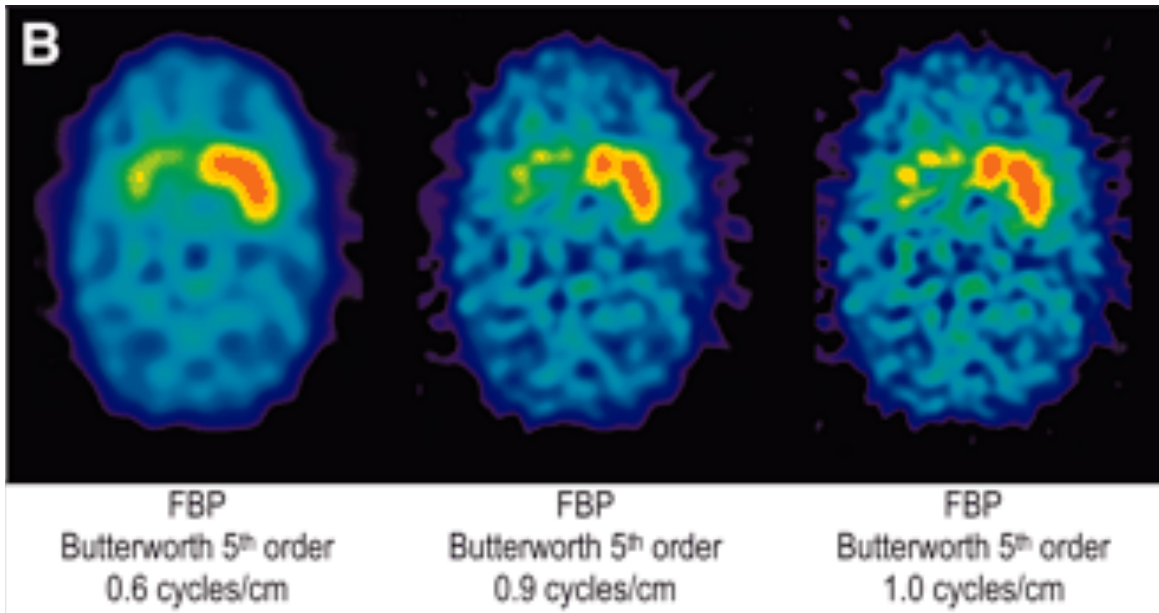 B
FBP
Butterworth 5th order
0.6 cycles/cm
FBP
Butterworth 5th order
0.9 cycles/cm
FBP
Butterworth 5th order
1.0 cycles/cm